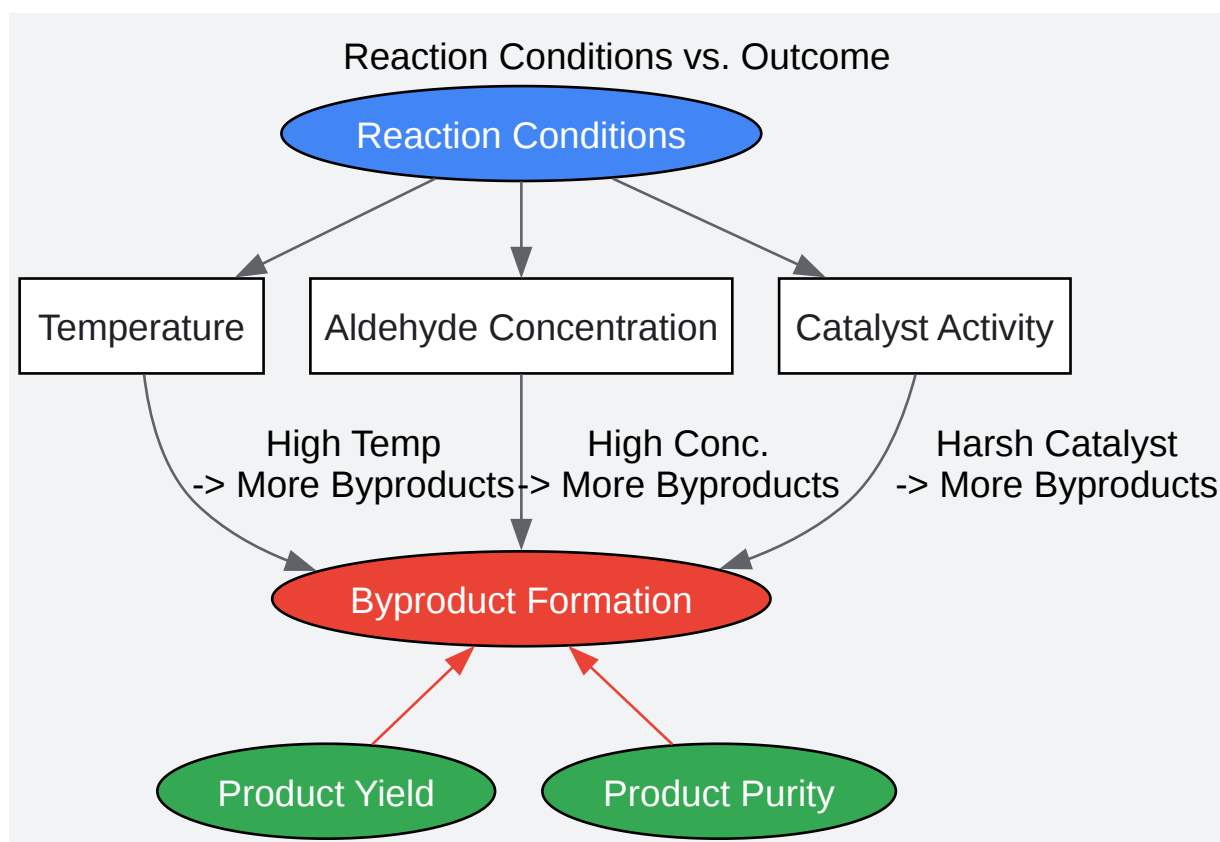 Reaction Conditions vs. Outcome
Reaction Conditions
Temperature
Aldehyde Concentration
Catalyst Activity
High Temp
-> More Byproducts
High Conc.
-> More Byproducts
Harsh Catalyst
-> More Byproducts
Byproduct Formation
Product Yield
Product Purity